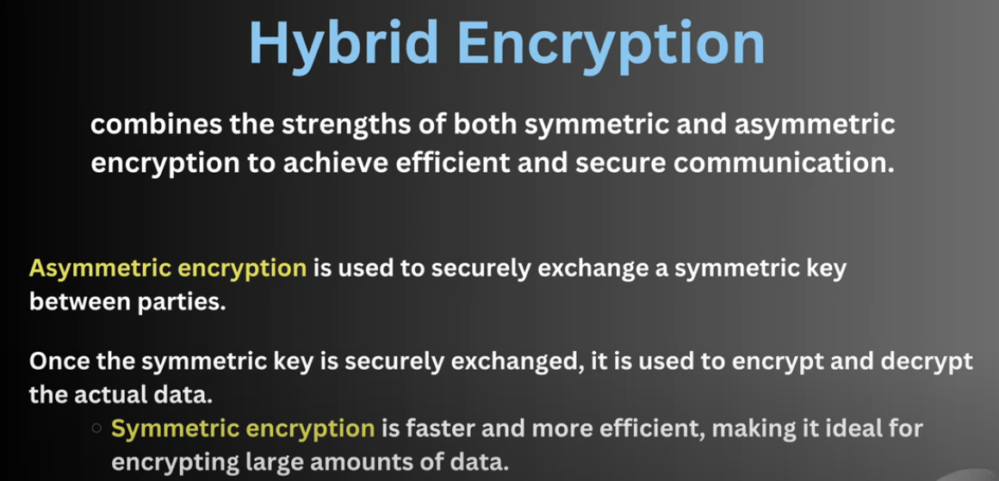 Hybrid Encryption
combines the strengths of both symmetric and asymmetric
encryption to achieve efficient and secure communication.
Asymmetric encryption is used to securely exchange a symmetric key
between parties.
Once the symmetric key is securely exchanged, it is used to encrypt and decrypt
the actual data.
○ Symmetric encryption is faster and more efficient, making it ideal for
encrypting large amounts of data.